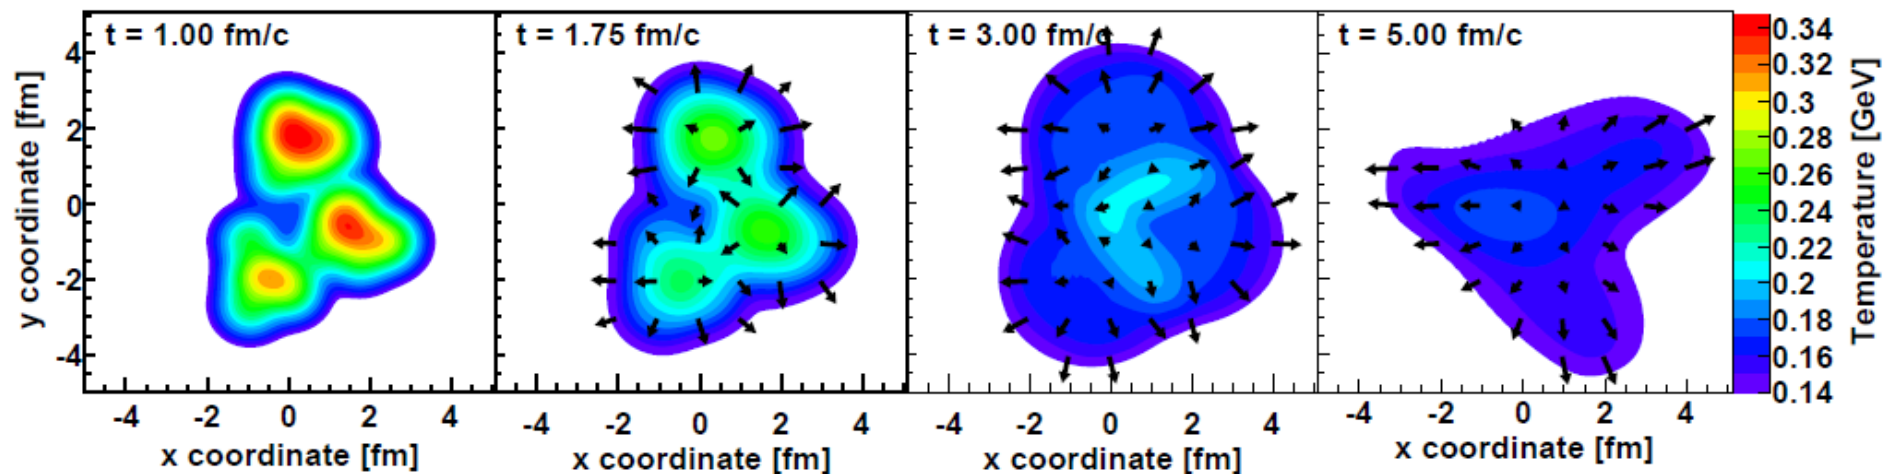 t = 1.00 fm/c
t = 1.75 fm/c
t = 3.00 fm/c
t = 5.00 fm/c
y coordinate [fm]
4
2
0
-2
-4
-4 -2 0 2 4
-4 -2 0 2 4
-4 -2 0 2 4
-4 -2 0 2 4
x coordinate [fm]
x coordinate [fm]
x coordinate [fm]
x coordinate [fm]
0.34
0.32
0.3
0.28
0.26
0.24
0.22
0.2
0.18
0.16
0.14
Temperature [GeV]